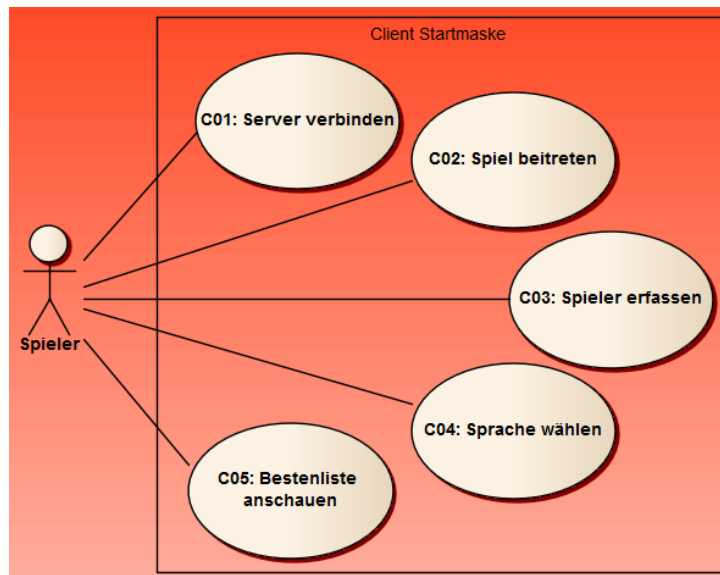 Client Startmaske
C01: Server verbinden
C02: Spiel beitreten
C03: Spieler erfassen
Spieler
C04: Sprache wählen
C05: Bestenliste
anschauen